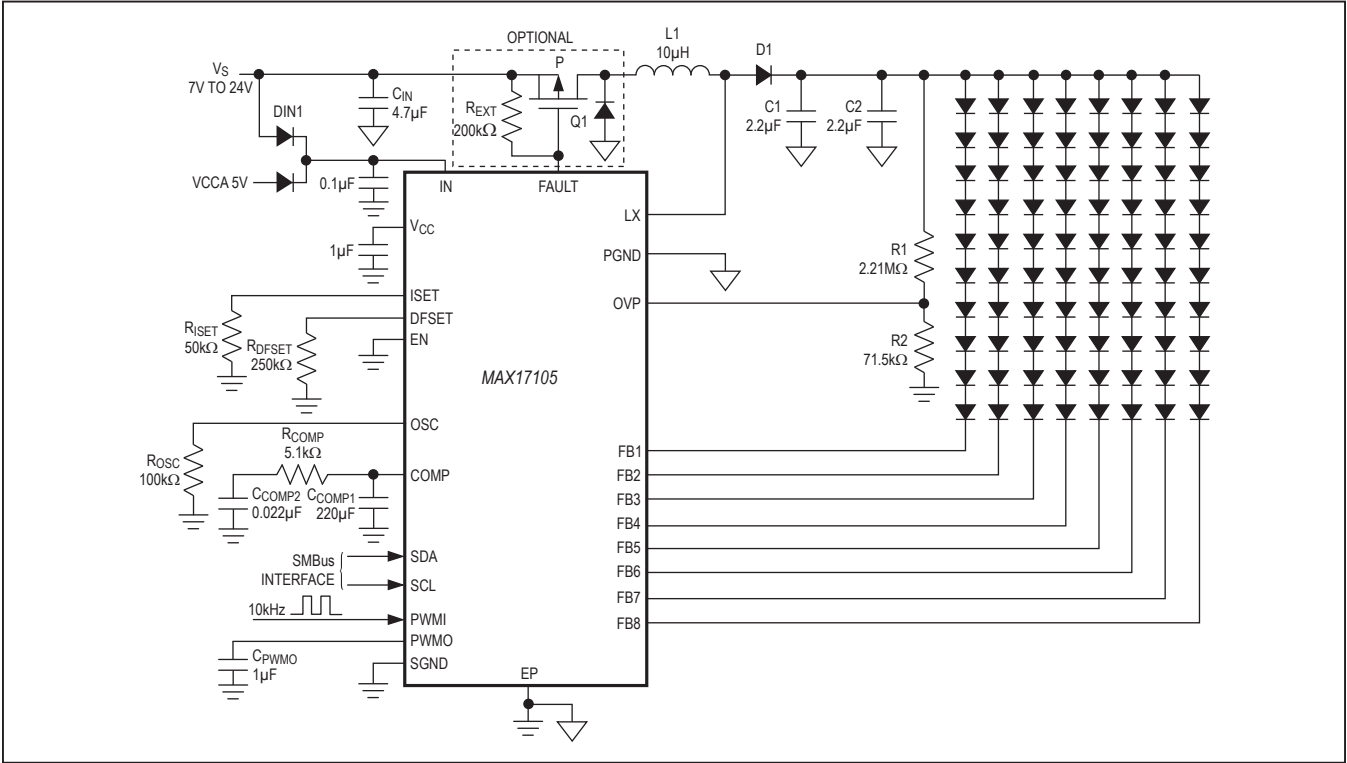 OPTIONAL
L1
10µH
D1
VS
7V TO 24V
P
CIN
4.7µF
REXT
200kΩ
Q1
C1
2.2µF
C2
2.2µF
DIN1
VCCA 5V
0.1µF
IN
FAULT
LX
VCC
1µF
PGND
R1
2.21MΩ
ISET
OVP
RISET
50kΩ
DFSET
RDFSET
250kΩ
EN
R2
71.5kΩ
MAX17105
OSC
RCOMP
5.1kΩ
ROSC
100kΩ
COMP
CCOMP2
0.022µF
CCOMP1
220µF
FB1
FB2
FB3
FB4
FB5
FB6
FB7
FB8
SMBus
INTERFACE
SDA
SCL
10kHz
PWMI
PWMO
CPWMO
1µF
SGND
EP